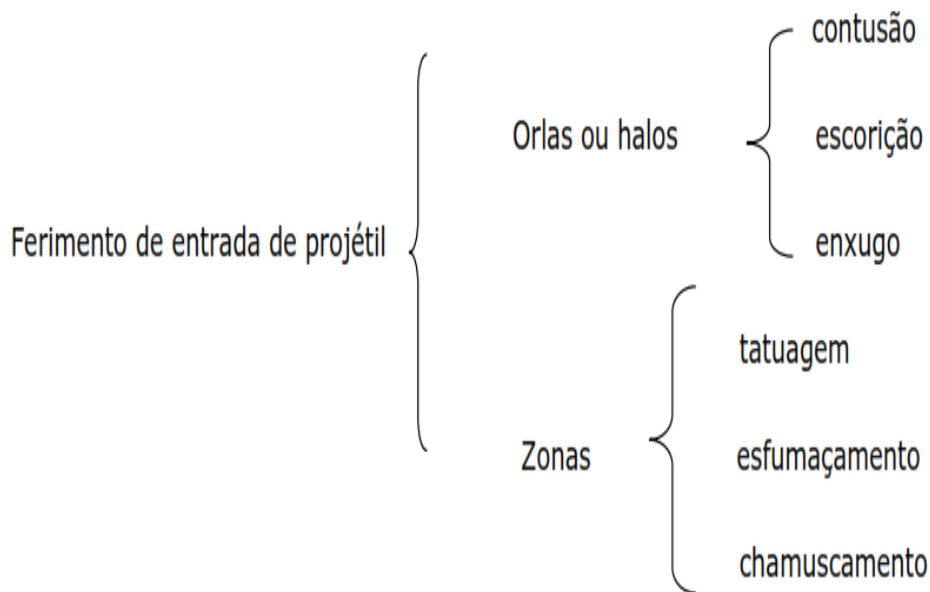 contusão
Orlas ou halos
escorição
Ferimento de entrada de projétil
enxugo
tatuagem
Zonas
esfumaçamento
chamuscamento